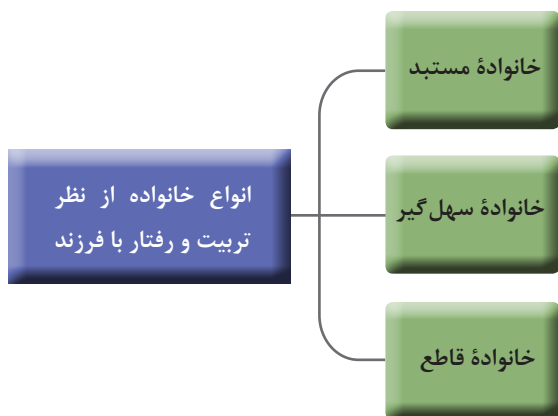 خانوادهٔ مستبد
انواع خانواده از نظر
تربیت و رفتار با فرزند
خانوادهٔ سهل‌گیر
خانوادهٔ قاطع